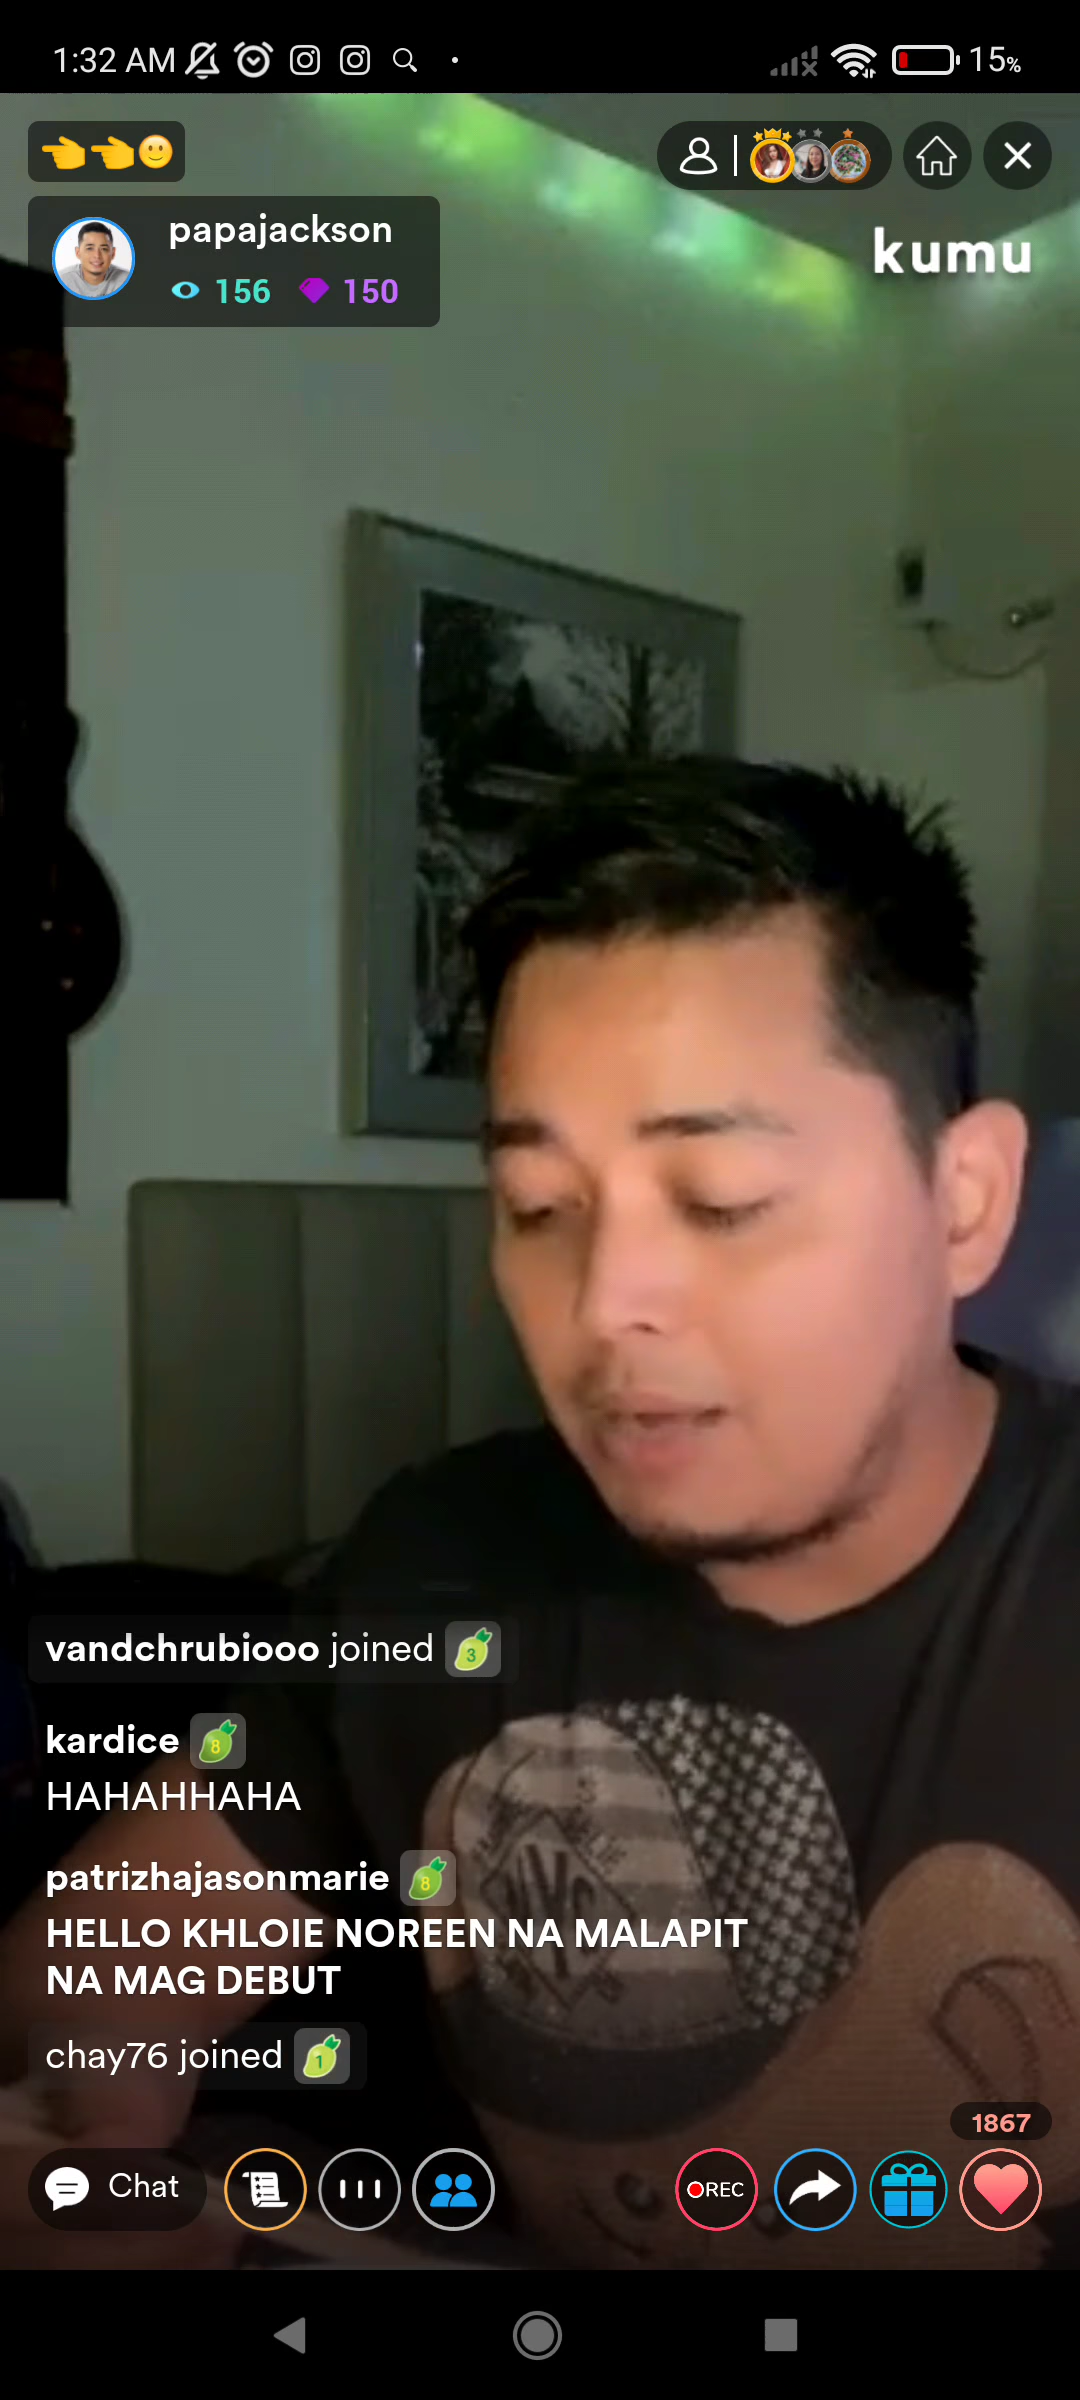 1:32 AM
15%
papajackson
156 150
kumu
vandchrubiooo joined 3
kardice 8
HAHAHHAHA
patrizhajasonmarie 8
HELLO KHLOIE NOREEN NA MALAPIT
NA MAG DEBUT
chay76 joined 1
1867
Chat
REC